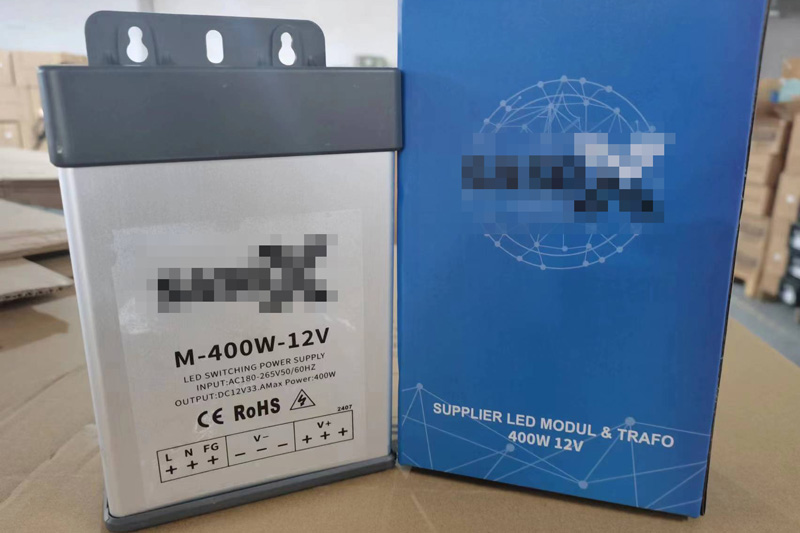 M-400W-12V
LED SWITCHING POWER SUPPLY
INPUT:AC180-265V50/60HZ
OUTPUT:DC12V33.AMax Power:400W
CE RoHS
2407
L N FG V- V+
+ + + - - - + + +
SUPPLIER LED MODUL & TRAFO
400W 12V